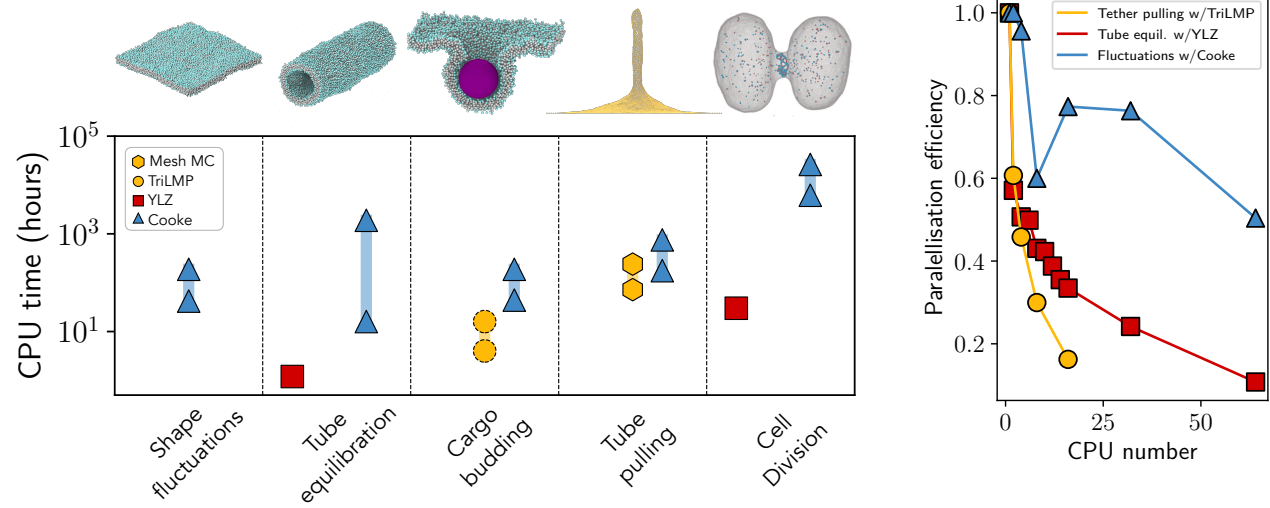 10^5
10^3
10^1
CPU time (hours)
Mesh MC
TriLMP
YLZ
Cooke
Shape
fluctuations
Tube
equilibration
Cargo
budding
Tube
pulling
Cell
Division
1.0
0.8
0.6
0.4
0.2
Paralellisation efficiency
Tether pulling w/TriLMP
Tube equil. w/YLZ
Fluctuations w/Cooke
0
25
50
CPU number